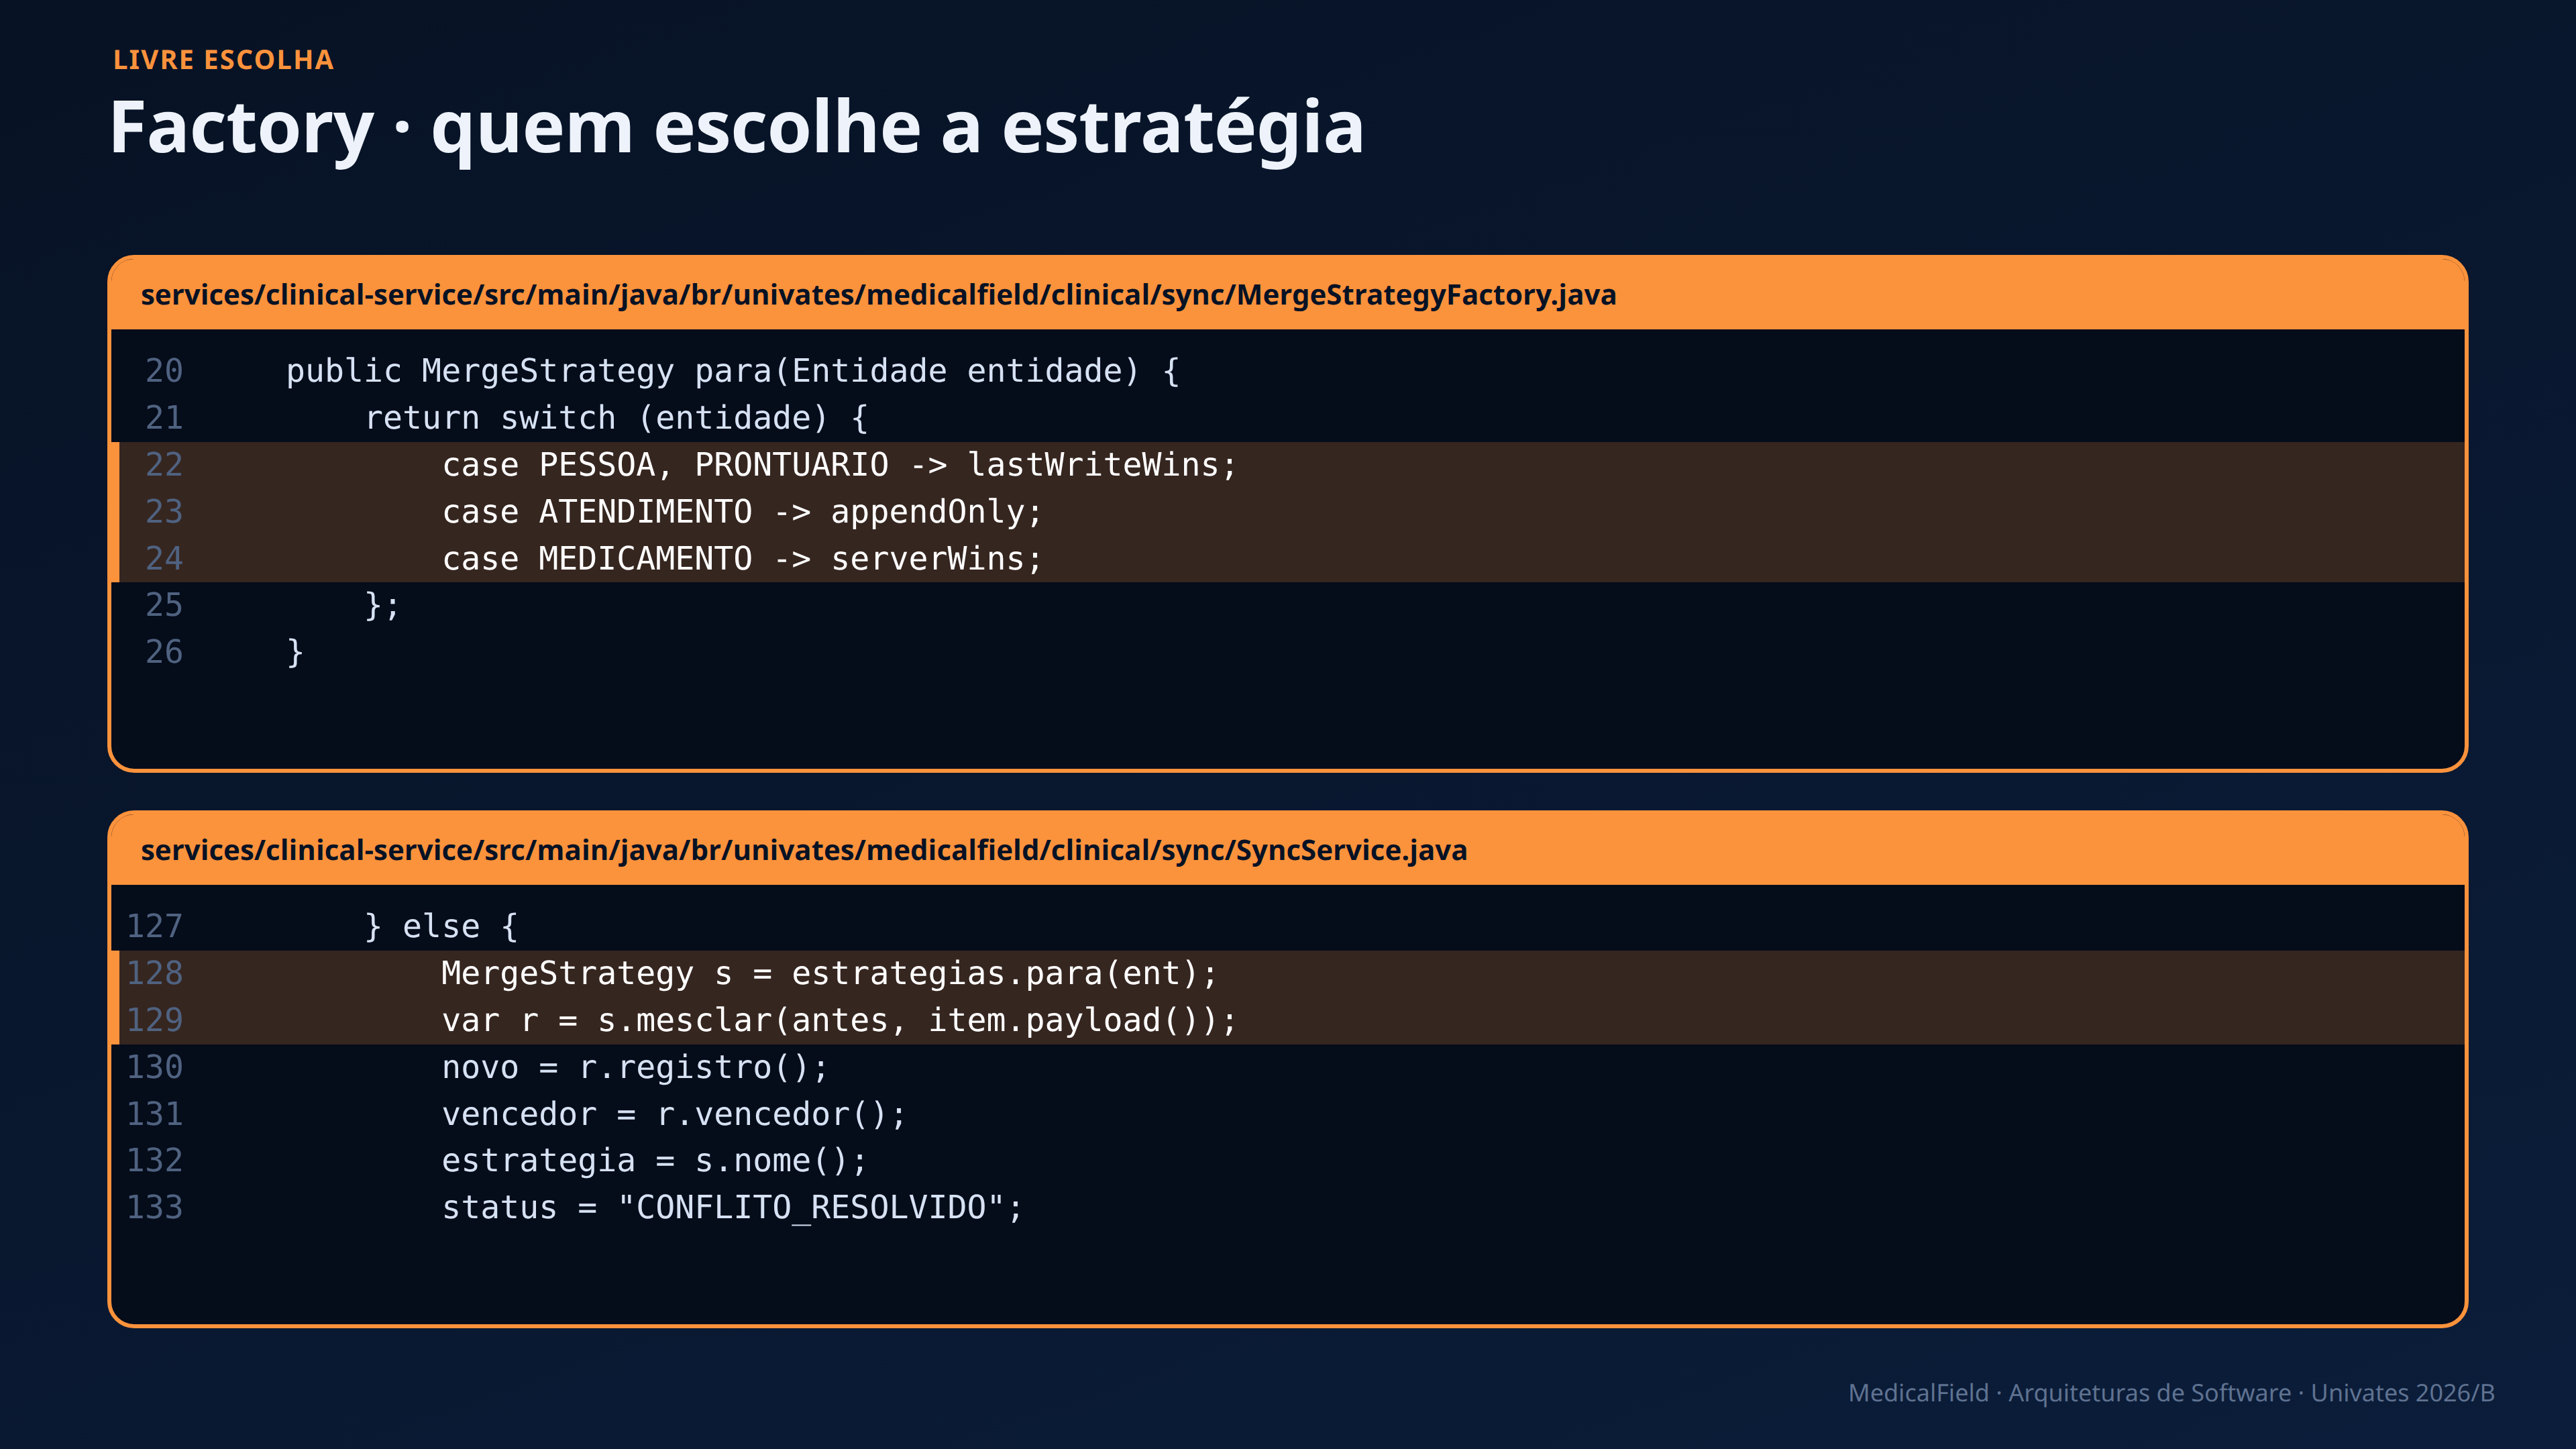 LIVRE ESCOLHA
Factory · quem escolhe a estratégia
services/clinical-service/src/main/java/br/univates/medicalfield/clinical/sync/MergeStrategyFactory.java
20     public MergeStrategy para(Entidade entidade) {
21         return switch (entidade) {
22             case PESSOA, PRONTUARIO -> lastWriteWins;
23             case ATENDIMENTO -> appendOnly;
24             case MEDICAMENTO -> serverWins;
25         };
26     }
services/clinical-service/src/main/java/br/univates/medicalfield/clinical/sync/SyncService.java
127         } else {
128             MergeStrategy s = estrategias.para(ent);
129             var r = s.mesclar(antes, item.payload());
130             novo = r.registro();
131             vencedor = r.vencedor();
132             estrategia = s.nome();
133             status = "CONFLITO_RESOLVIDO";
MedicalField · Arquiteturas de Software · Univates 2026/B